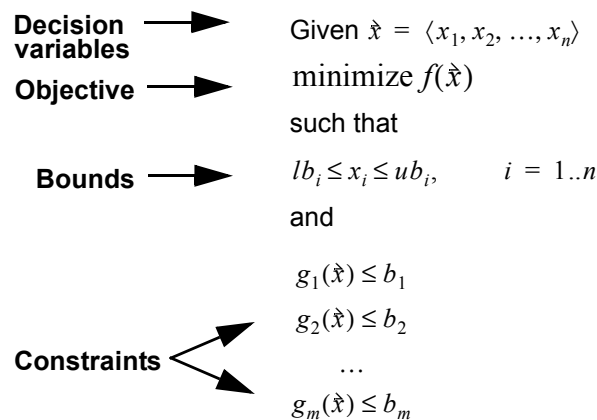 Decision variables Given x⃗ = ⟨x₁, x₂, …, xₙ⟩
Objective minimize f(x⃗)
such that
Bounds lbᵢ ≤ xᵢ ≤ ubᵢ, i = 1..n
and
g₁(x⃗) ≤ b₁
g₂(x⃗) ≤ b₂
Constraints …
gₘ(x⃗) ≤ bₘ